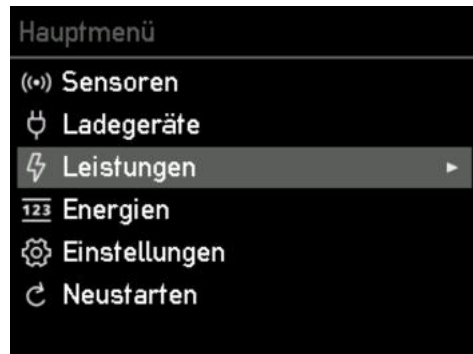 Hauptmenü
Sensoren
Ladegeräte
Leistungen
123 Energien
Einstellungen
Neustarten